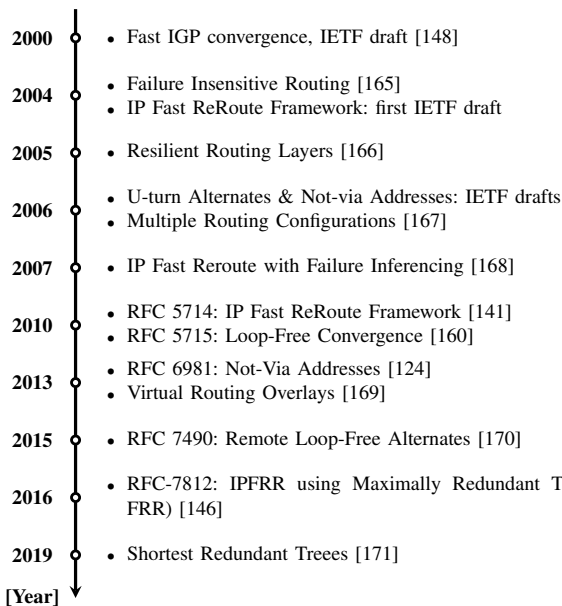 2000 • Fast IGP convergence, IETF draft [148]
2004 • Failure Insensitive Routing [165]
• IP Fast ReRoute Framework: first IETF draft
2005 • Resilient Routing Layers [166]
2006 • U-turn Alternates & Not-via Addresses: IETF drafts
• Multiple Routing Configurations [167]
2007 • IP Fast Reroute with Failure Inferencing [168]
2010 • RFC 5714: IP Fast ReRoute Framework [141]
• RFC 5715: Loop-Free Convergence [160]
2013 • RFC 6981: Not-Via Addresses [124]
• Virtual Routing Overlays [169]
2015 • RFC 7490: Remote Loop-Free Alternates [170]
2016 • RFC-7812: IPFRR using Maximally Redundant T
FRR) [146]
2019 • Shortest Redundant Treees [171]
[Year]